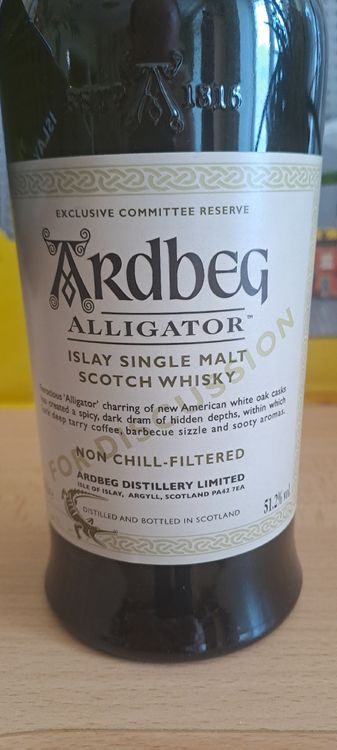 ESTD A 1816
EXCLUSIVE COMMITTEE RESERVE
ARDBEG
ALLIGATOR™
ISLAY SINGLE MALT
SCOTCH WHISKY
'Alligator' charring of new American white oak casks
created a spicy, dark dram of hidden depths, within which
deep tarry coffee, barbecue sizzle and sooty aromas.
FOR DISCUSSION
NON CHILL-FILTERED
ARDBEG DISTILLERY LIMITED
ISLE OF ISLAY, ARGYLL, SCOTLAND PA42 7EA
DISTILLED AND BOTTLED IN SCOTLAND
51.2% vol